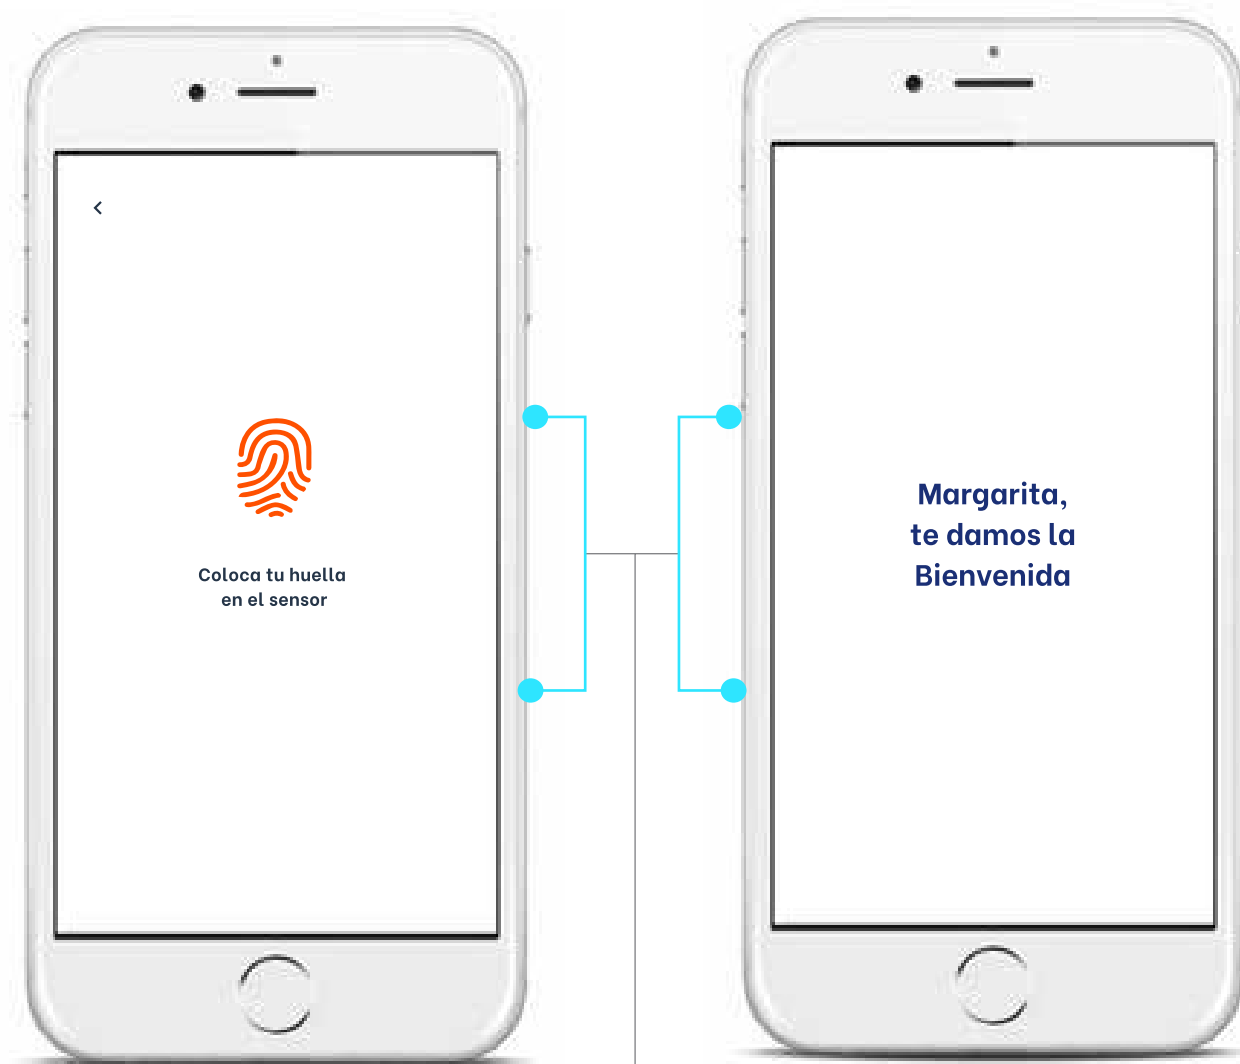 Coloca tu huella
en el sensor
Margarita,
te damos la
Bienvenida